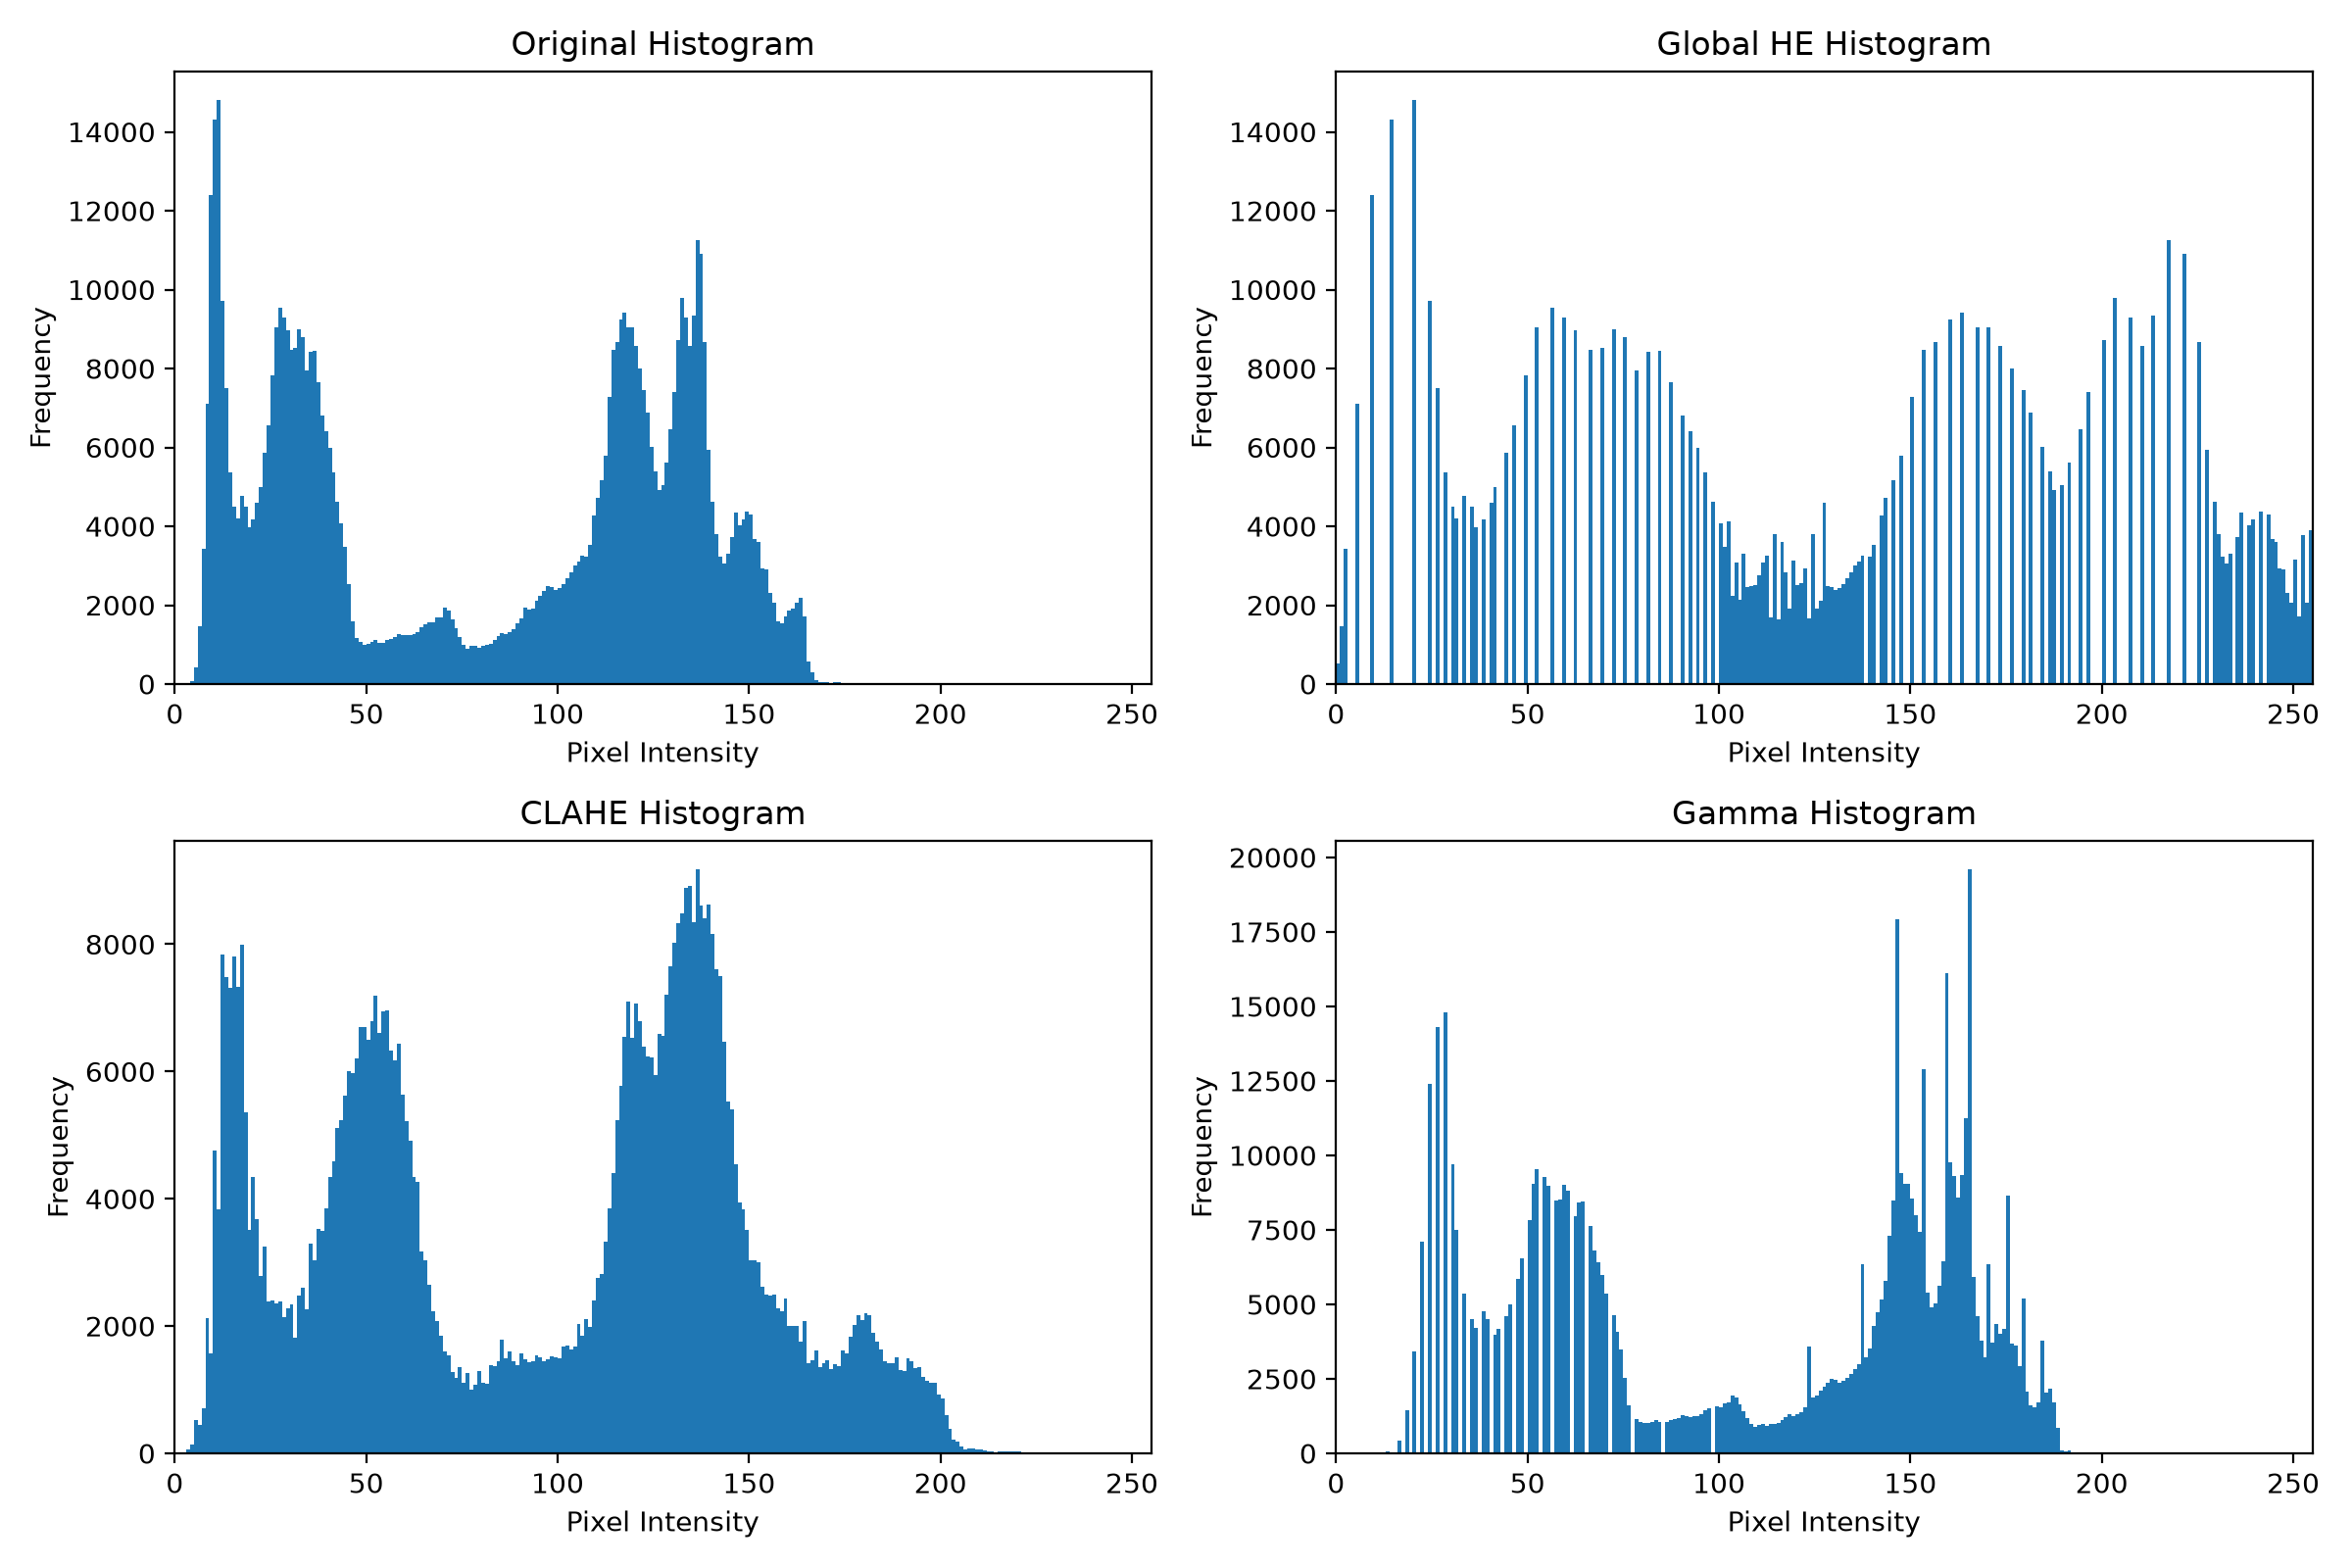 Original Histogram
14000
12000
10000
8000
6000
4000
2000
0
Frequency
0 50 100 150 200 250
Pixel Intensity
Global HE Histogram
14000
12000
10000
8000
6000
4000
2000
0
Frequency
0 50 100 150 200 250
Pixel Intensity
CLAHE Histogram
8000
6000
4000
2000
0
Frequency
0 50 100 150 200 250
Pixel Intensity
Gamma Histogram
20000
17500
15000
12500
10000
7500
5000
2500
0
Frequency
0 50 100 150 200 250
Pixel Intensity